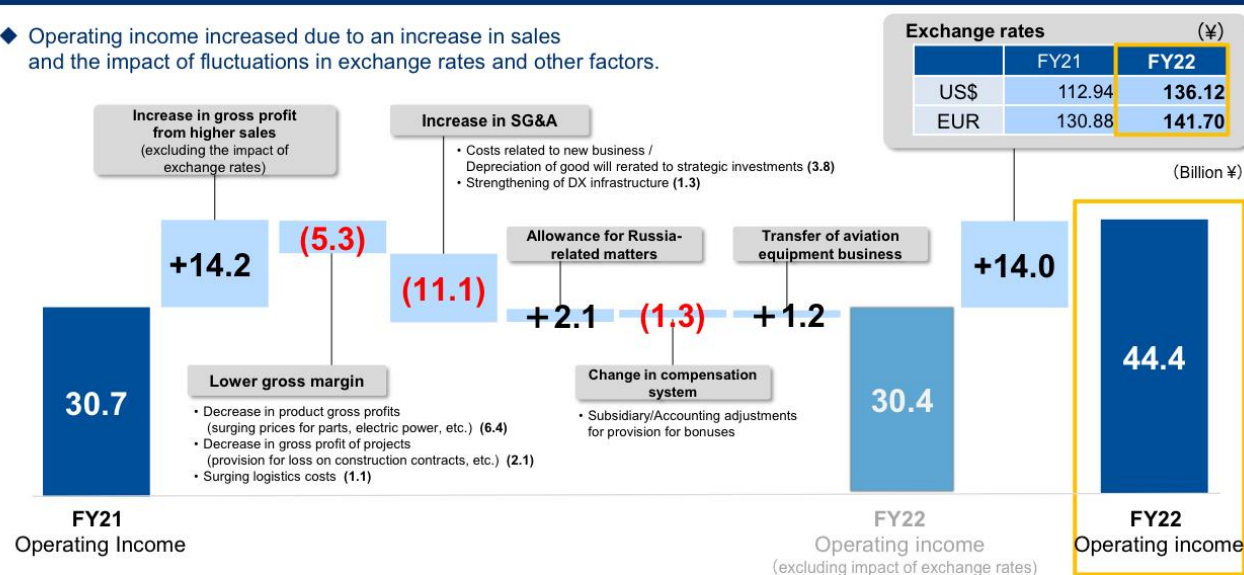 ◆ Operating income increased due to an increase in sales
and the impact of fluctuations in exchange rates and other factors.
Exchange rates (¥)
FY21 FY22
US$ 112.94 136.12
EUR 130.88 141.70
(Billion ¥)
Increase in gross profit
from higher sales
(excluding the impact of
exchange rates)
Increase in SG&A
・Costs related to new business /
Depreciation of good will rerated to strategic investments (3.8)
・Strengthening of DX infrastructure (1.3)
Allowance for Russia-
related matters
Transfer of aviation
equipment business
+14.2
(5.3)
(11.1)
+2.1
(1.3)
+1.2
+14.0
30.7
30.4
44.4
Lower gross margin
・Decrease in product gross profits
(surging prices for parts, electric power, etc.) (6.4)
・Decrease in gross profit of projects
(provision for loss on construction contracts, etc.) (2.1)
・Surging logistics costs (1.1)
Change in compensation
system
・Subsidiary/Accounting adjustments
for provision for bonuses
FY21
Operating Income
FY22
Operating income
(excluding impact of exchange rates)
FY22
Operating income